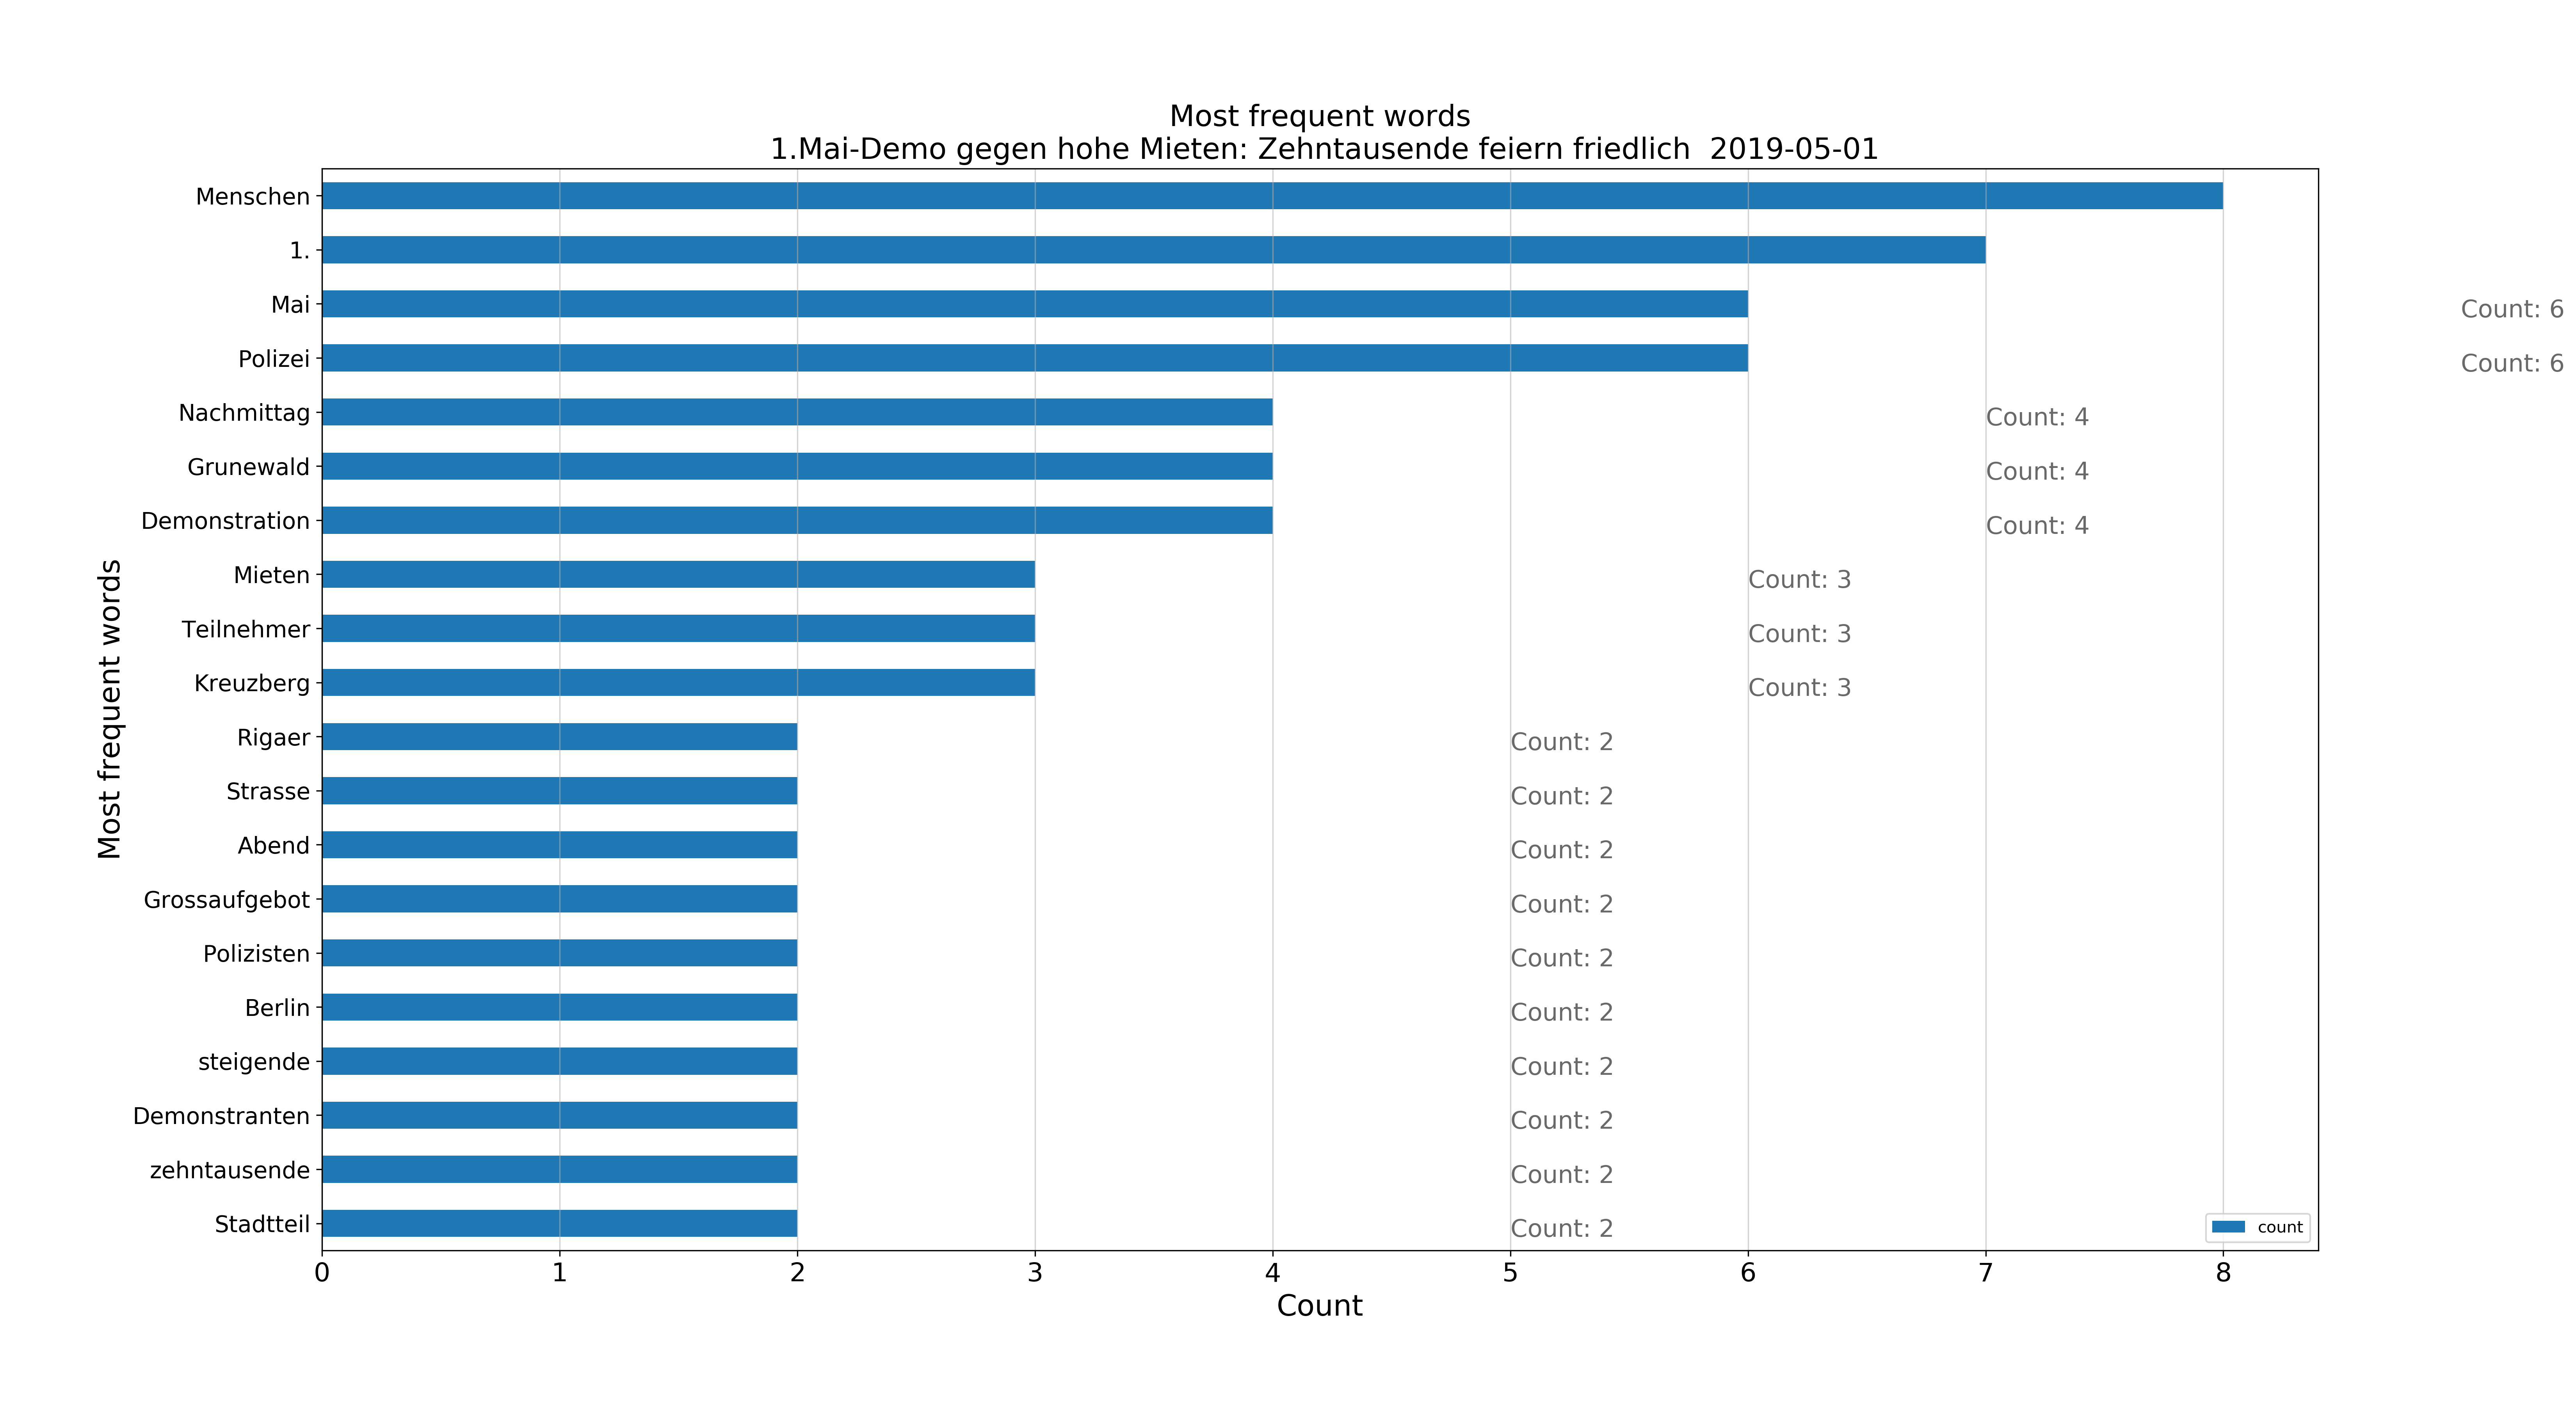 Most frequent words
1.Mai-Demo gegen hohe Mieten: Zehntausende feiern friedlich  2019-05-01
Most frequent words
Menschen
1.
Mai Count: 6
Polizei Count: 6
Nachmittag Count: 4
Grunewald Count: 4
Demonstration Count: 4
Mieten Count: 3
Teilnehmer Count: 3
Kreuzberg Count: 3
Rigaer Count: 2
Strasse Count: 2
Abend Count: 2
Grossaufgebot Count: 2
Polizisten Count: 2
Berlin Count: 2
steigende Count: 2
Demonstranten Count: 2
zehntausende Count: 2
Stadtteil Count: 2
count
0 1 2 3 4 5 6 7 8
Count